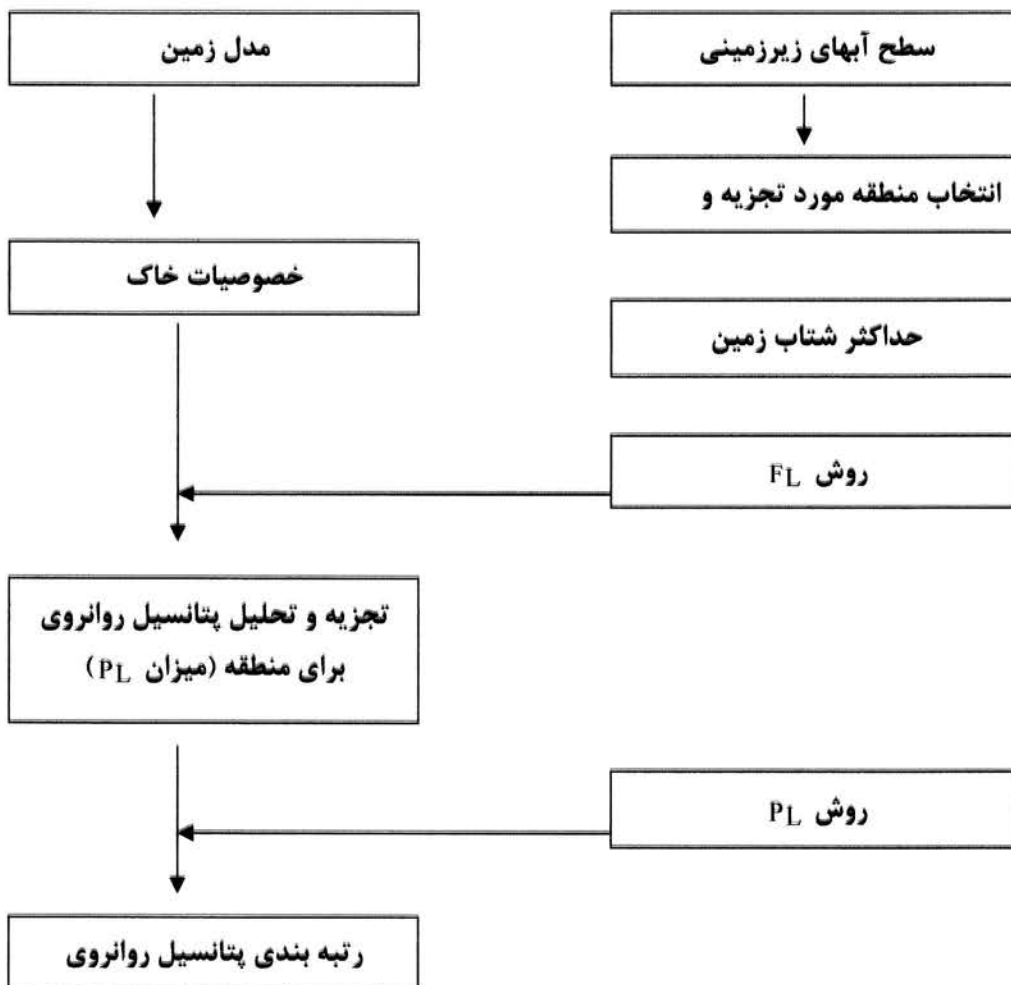 سطح آبهای زیرزمینی
مدل زمین
انتخاب منطقه مورد تجزیه و
خصوصیات خاک
حداکثر شتاب زمین
روش FL
تجزیه و تحلیل پتانسیل روانروی
برای منطقه (میزان PL)
روش PL
رتبه بندی پتانسیل روانروی